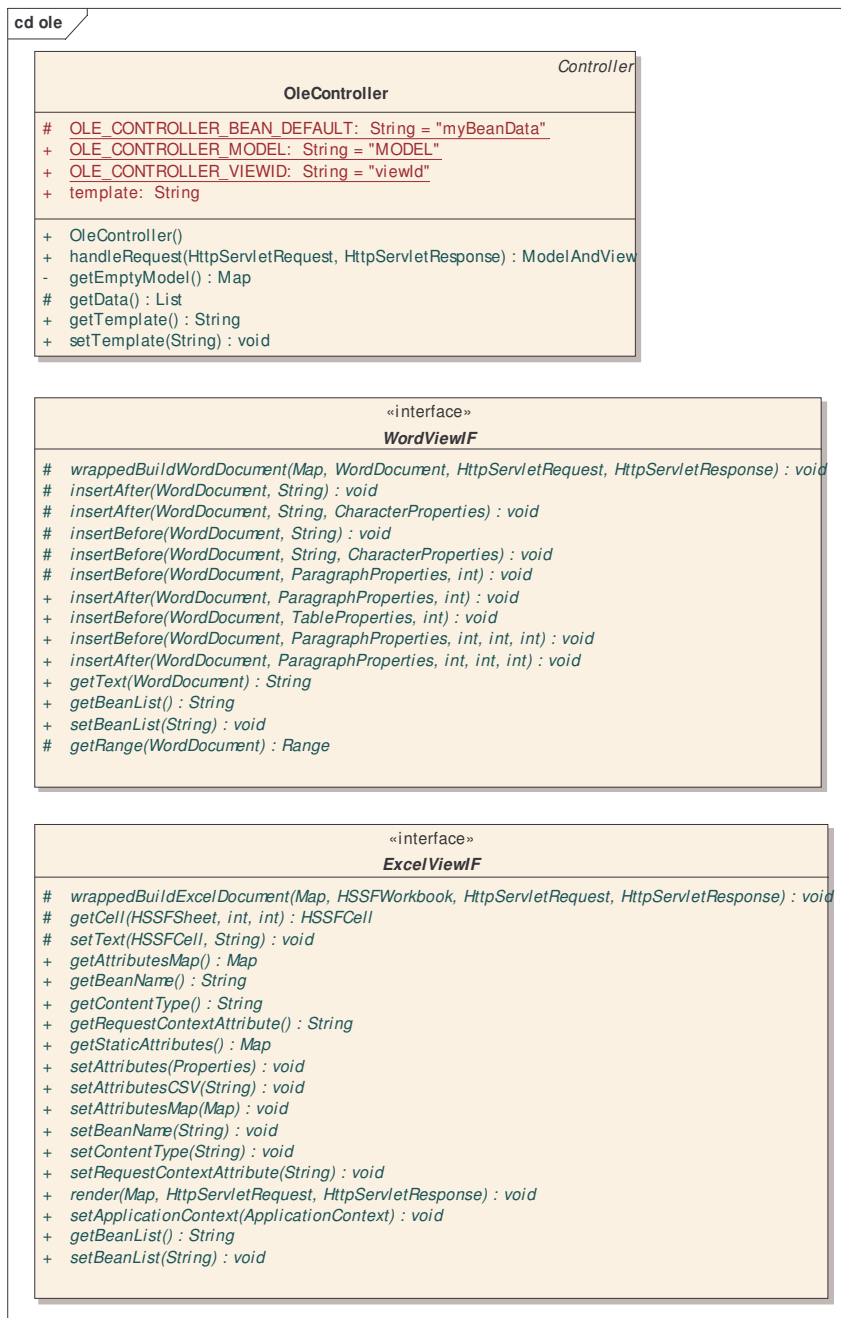 cd ole
Controller
OleController
# OLE_CONTROLLER_BEAN_DEFAULT: String = "myBeanData"
+ OLE_CONTROLLER_MODEL: String = "MODEL"
+ OLE_CONTROLLER_VIEWID: String = "viewId"
+ template: String
+ OleController()
+ handleRequest(HttpServletRequest, HttpServletResponse) : ModelAndView
- getEmptyModel() : Map
# getData() : List
+ getTemplate() : String
+ setTemplate(String) : void
«interface»
WordViewIF
# wrappedBuildWordDocument(Map, WordDocument, HttpServletRequest, HttpServletResponse) : void
# insertAfter(WordDocument, String) : void
# insertAfter(WordDocument, String, CharacterProperties) : void
# insertBefore(WordDocument, String) : void
# insertBefore(WordDocument, String, CharacterProperties) : void
# insertBefore(WordDocument, ParagraphProperties, int) : void
+ insertAfter(WordDocument, ParagraphProperties, int) : void
+ insertBefore(WordDocument, TableProperties, int) : void
+ insertBefore(WordDocument, ParagraphProperties, int, int, int) : void
+ insertAfter(WordDocument, ParagraphProperties, int, int, int) : void
+ getText(WordDocument) : String
+ getBeanList() : String
+ setBeanList(String) : void
# getRange(WordDocument) : Range
«interface»
ExcelViewIF
# wrappedBuildExcelDocument(Map, HSSFWorkbook, HttpServletRequest, HttpServletResponse) : void
# getCell(HSSFSheet, int, int) : HSSFCell
# setText(HSSFCell, String) : void
+ getAttributesMap() : Map
+ getBeanName() : String
+ getContentType() : String
+ getRequestContextAttribute() : String
+ getStaticAttributes() : Map
+ setAttributes(Properties) : void
+ setAttributesCSV(String) : void
+ setAttributesMap(Map) : void
+ setBeanName(String) : void
+ setContentType(String) : void
+ setRequestContextAttribute(String) : void
+ render(Map, HttpServletRequest, HttpServletResponse) : void
+ setApplicationContext(ApplicationContext) : void
+ getBeanList() : String
+ setBeanList(String) : void